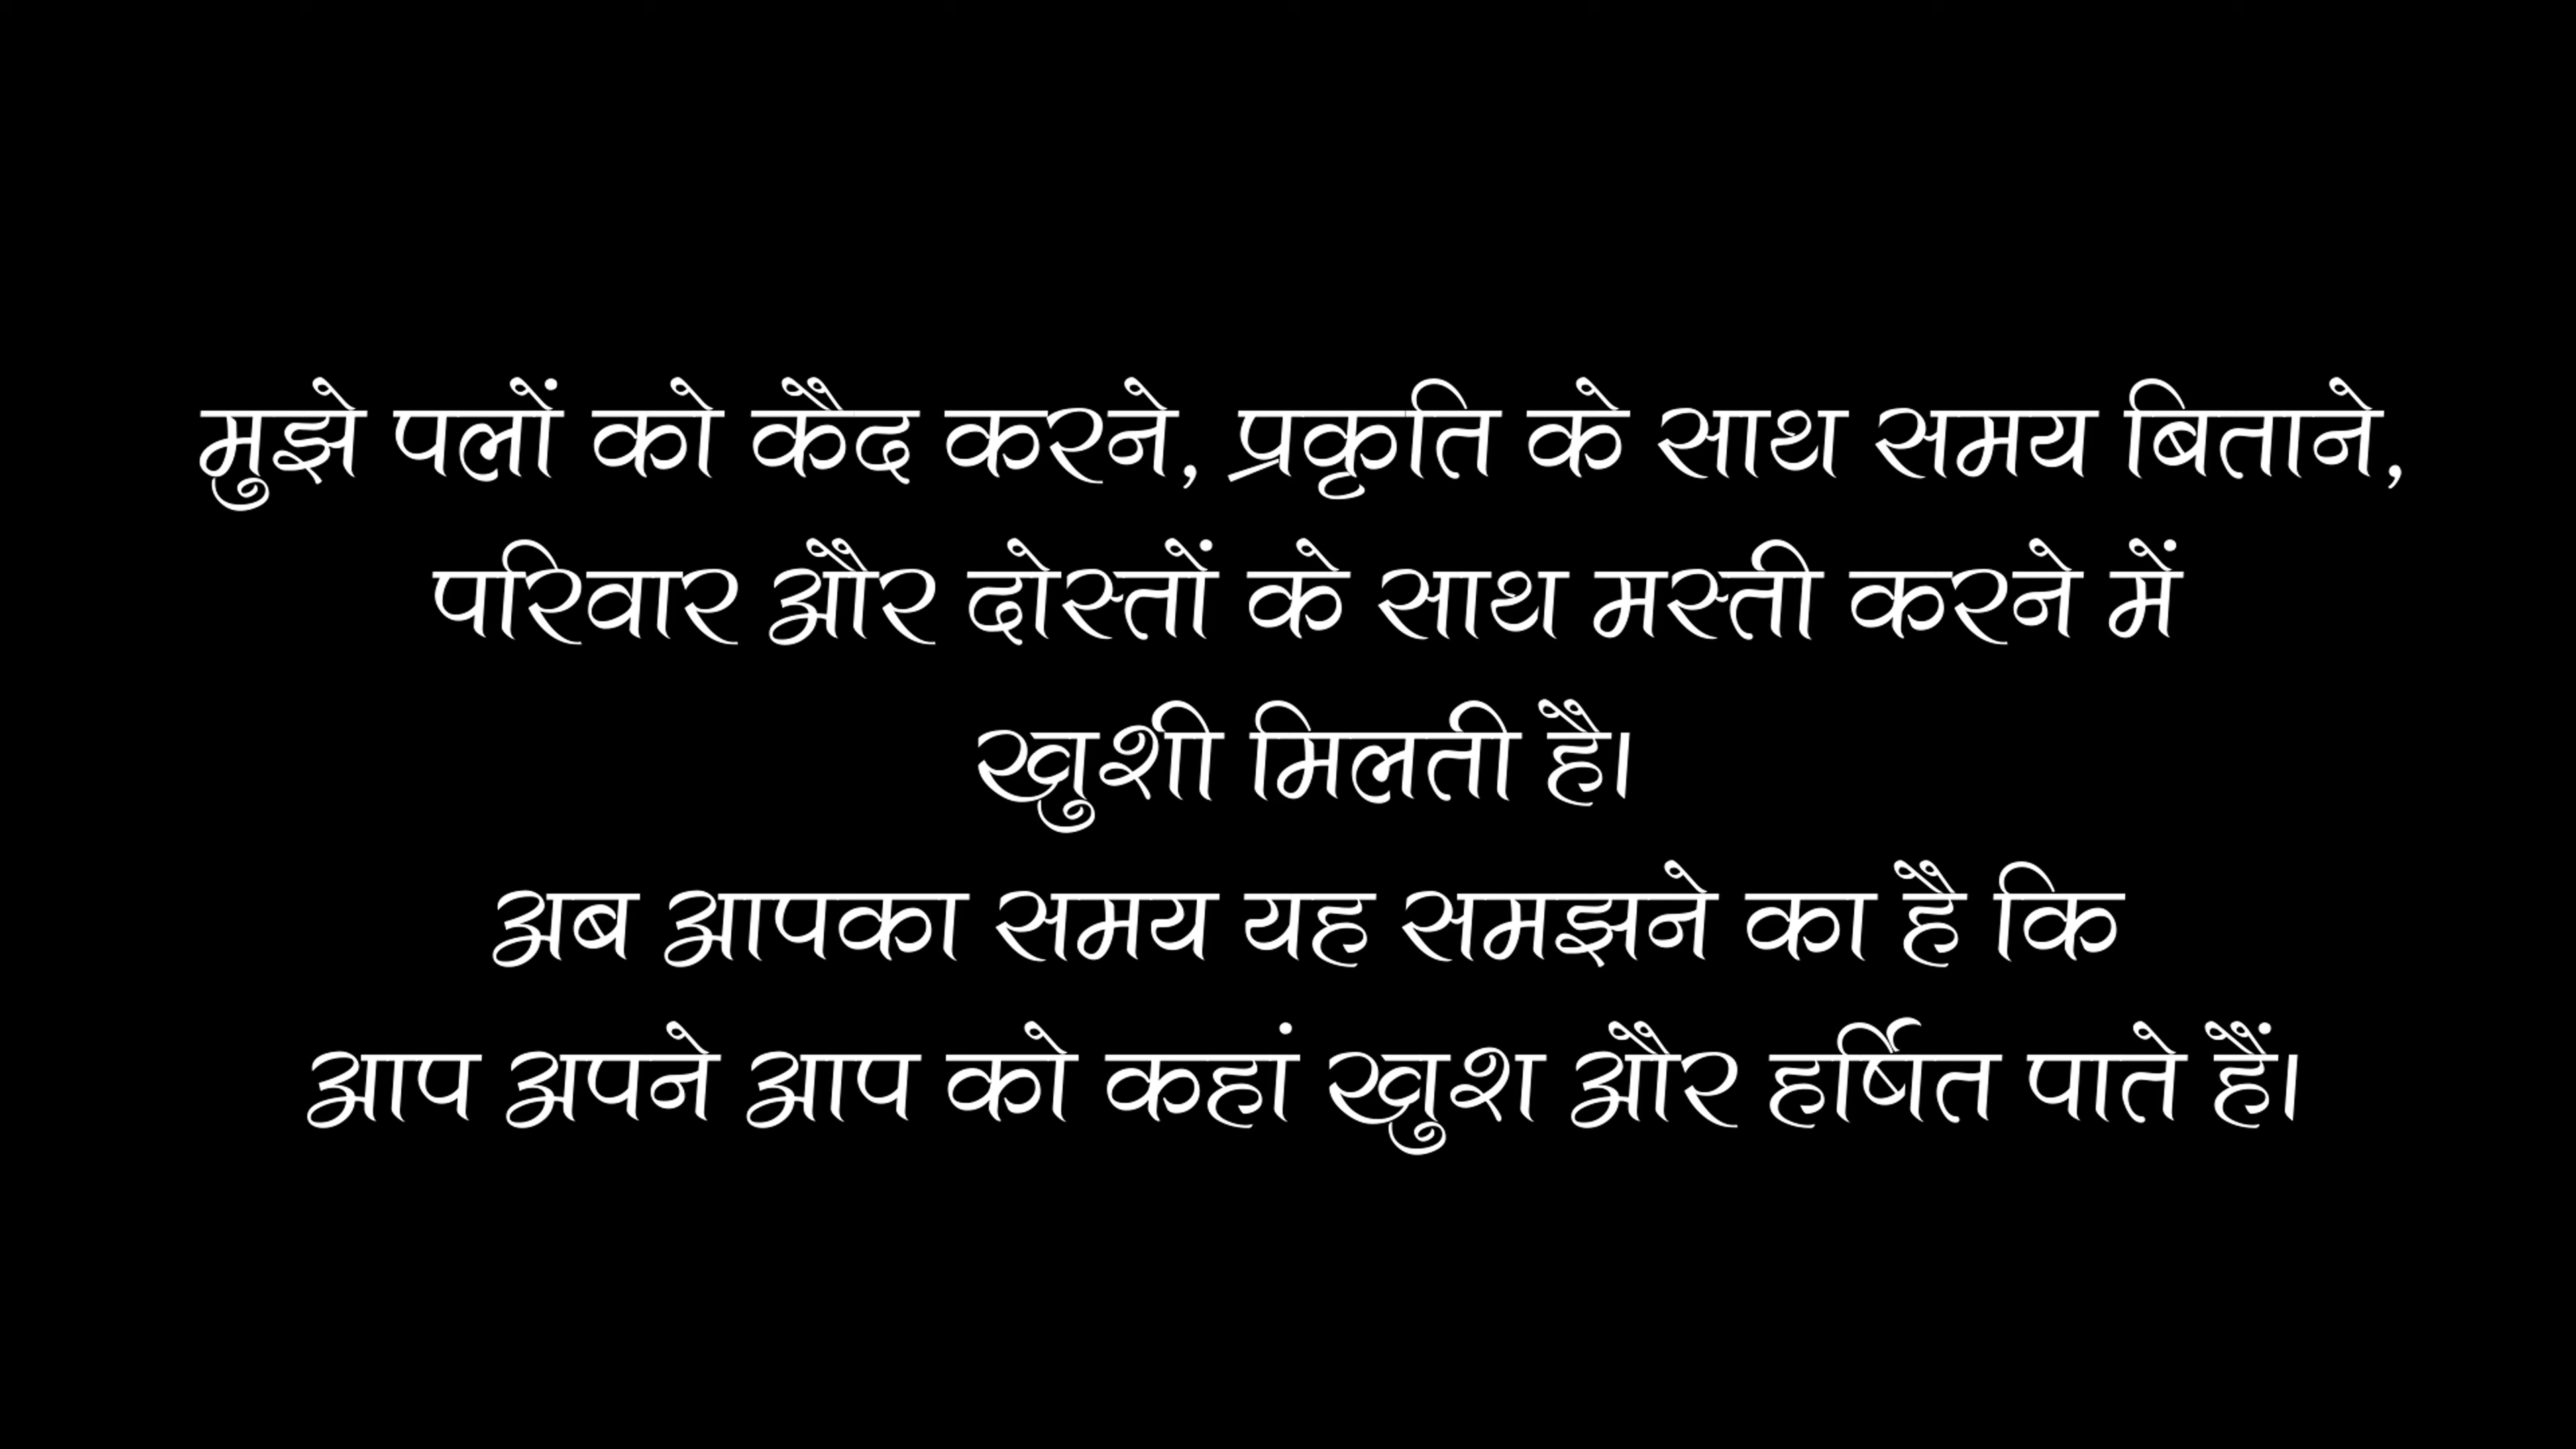 मुझे पलों को कैद करने, प्रकृति के साथ समय बिताने,
परिवार और दोस्तों के साथ मस्ती करने में
खुशी मिलती है।
अब आपका समय यह समझने का है कि
आप अपने आप को कहां खुश और हर्षित पाते हैं।